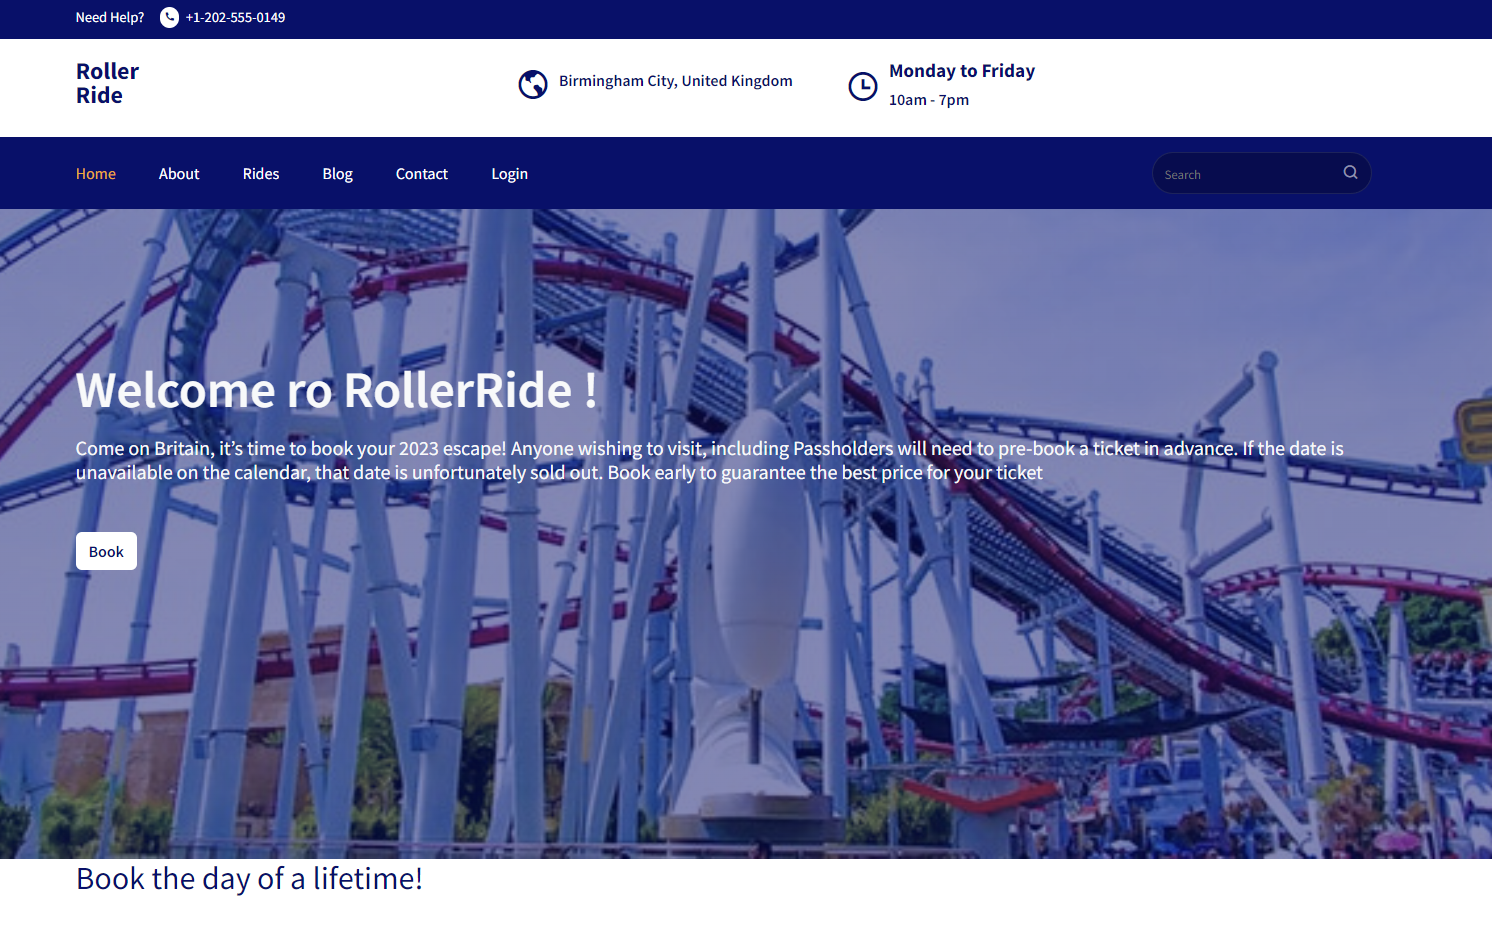 Need Help? +1-202-555-0149
Roller
Ride
Birmingham City, United Kingdom
Monday to Friday
10am - 7pm
Home About Rides Blog Contact Login Search
Welcome ro RollerRide !
Come on Britain, it’s time to book your 2023 escape! Anyone wishing to visit, including Passholders will need to pre-book a ticket in advance. If the date is
unavailable on the calendar, that date is unfortunately sold out. Book early to guarantee the best price for your ticket
Book
Book the day of a lifetime!